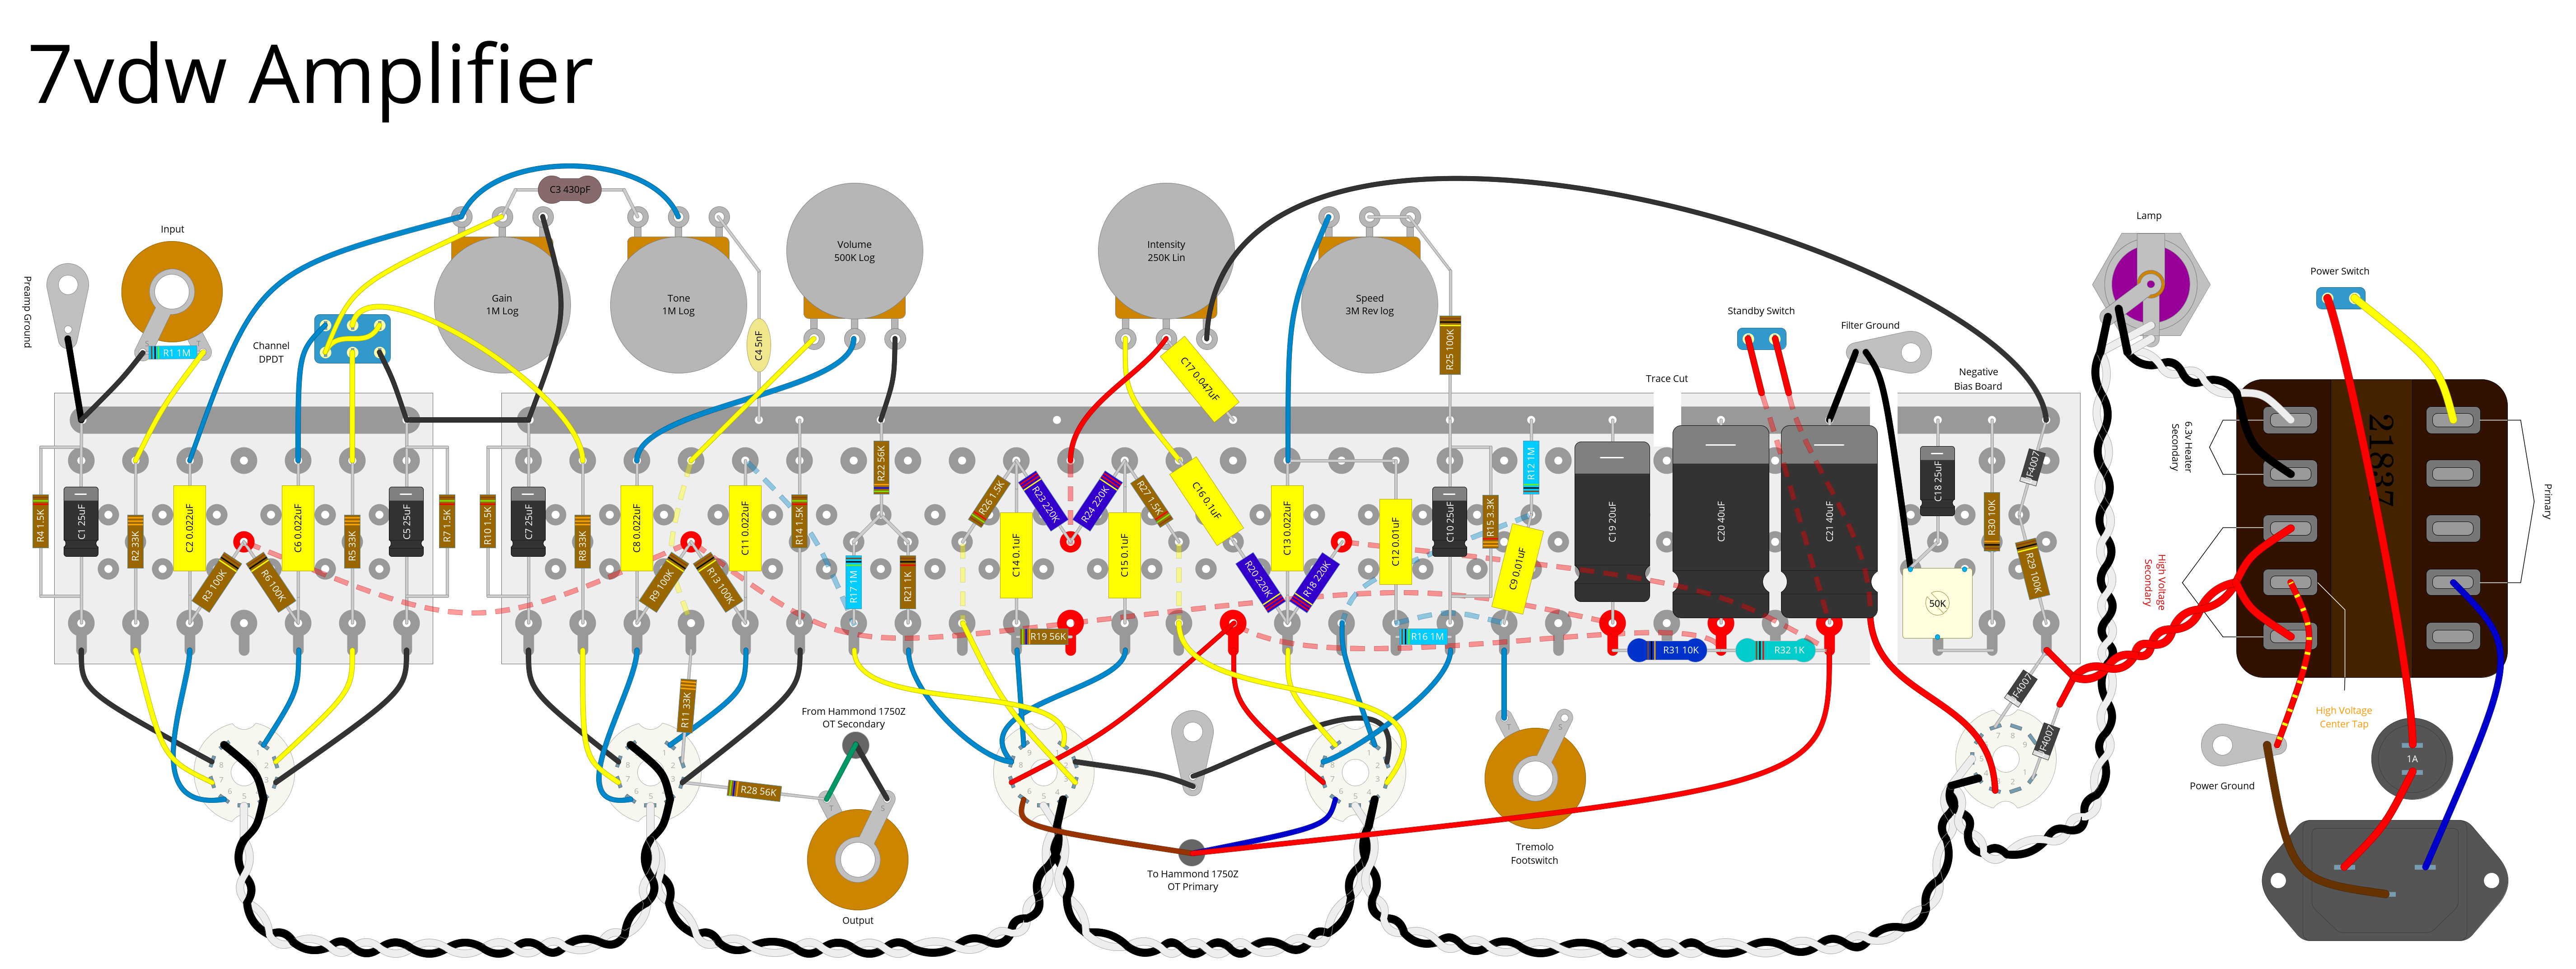 7vdw Amplifier
Preamp Ground
Input
R1 1M
Channel
DPDT
C3 430pF
Gain
1M Log
Tone
1M Log
C4 5nF
Volume
500K Log
Intensity
250K Lin
C17 0.047uF
Speed
3M Rev log
R25 100K
Trace Cut
Standby Switch
Filter Ground
Negative
Bias Board
Lamp
Power Switch
R4 1.5K
C1 25uF
R2 33K
C2 0.022uF
R3 100K
R6 100K
C6 0.022uF
R5 33K
C5 25uF
R7 1.5K
R10 1.5K
C7 25uF
R8 33K
C8 0.022uF
R9 100K
R13 100K
C11 0.022uF
R14 1.5K
R17 1M
R22 56K
R21 1K
R26 1.5K
C14 0.1uF
R23 220K
R19 56K
R24 220K
C15 0.1uF
R27 1.5K
C16 0.1uF
R20 220K
C13 0.022uF
R18 220K
C12 0.01uF
R16 1M
C10 25uF
R15 3.3K
R12 1M
C9 0.01uF
C19 20uF
R31 10K
C20 40uF
R32 1K
C21 40uF
C18 25uF
50K
R30 10K
F4007
R29 100K
F4007
F4007
6.3v Heater
Secondary
High Voltage
Secondary
21837
Primary
High Voltage
Center Tap
Power Ground
1A
R11 33K
R28 56K
From Hammond 1750Z
OT Secondary
Output
To Hammond 1750Z
OT Primary
Tremolo
Footswitch